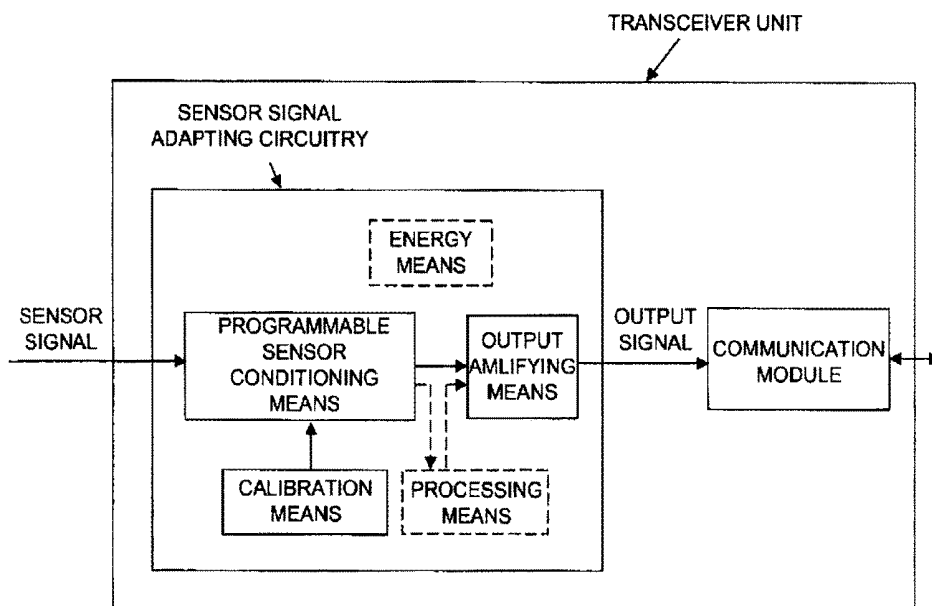 TRANSCEIVER UNIT
SENSOR SIGNAL
ADAPTING CIRCUITRY
ENERGY
MEANS
SENSOR
SIGNAL
PROGRAMMABLE
SENSOR
CONDITIONING
MEANS
OUTPUT
AMLIFYING
MEANS
OUTPUT
SIGNAL
COMMUNICATION
MODULE
CALIBRATION
MEANS
PROCESSING
MEANS